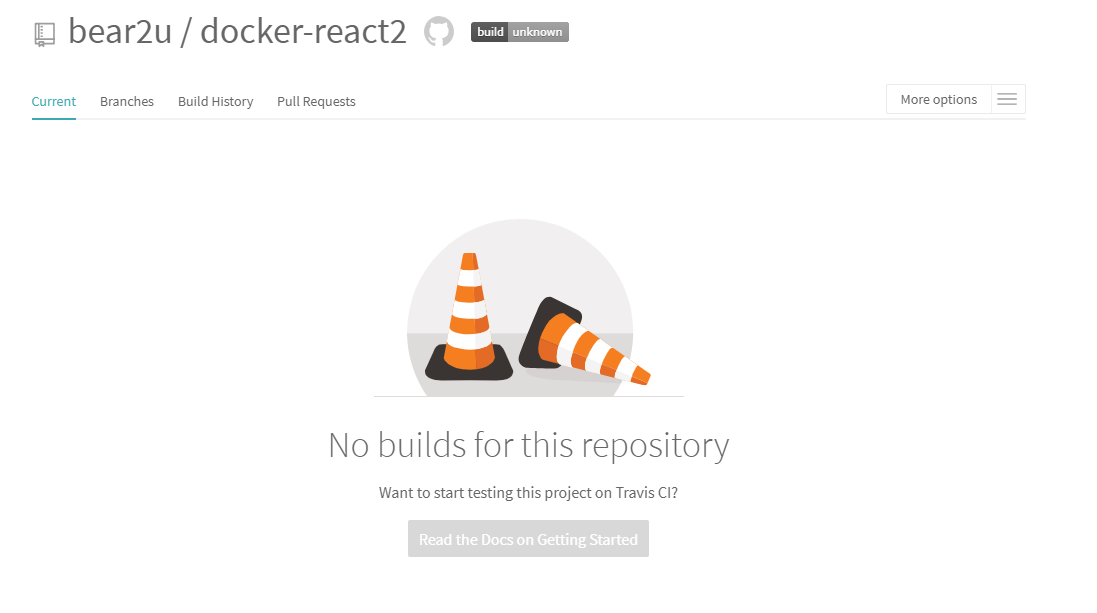 bear2u / docker-react2 build unknown
Current Branches Build History Pull Requests More options
No builds for this repository
Want to start testing this project on Travis CI?
Read the Docs on Getting Started